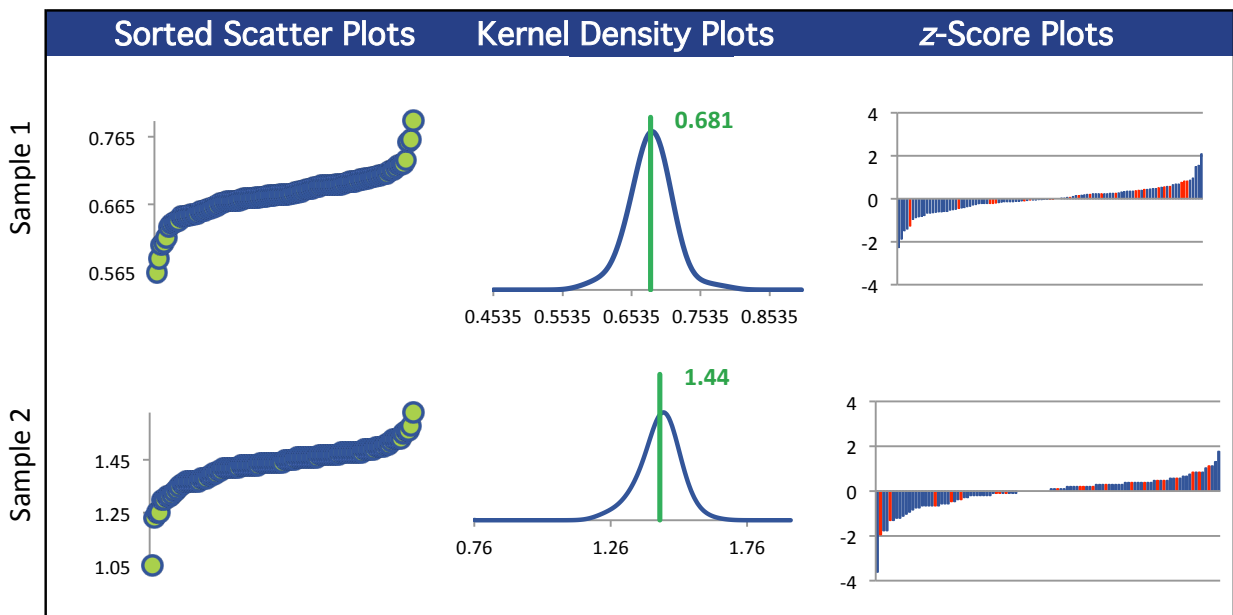 Sorted Scatter Plots
Kernel Density Plots
z-Score Plots
Sample 1
0.765
0.665
0.565
0.681
0.4535 0.5535 0.6535 0.7535 0.8535
4
2
0
-2
-4
Sample 2
1.45
1.25
1.05
1.44
0.76 1.26 1.76
4
2
0
-2
-4